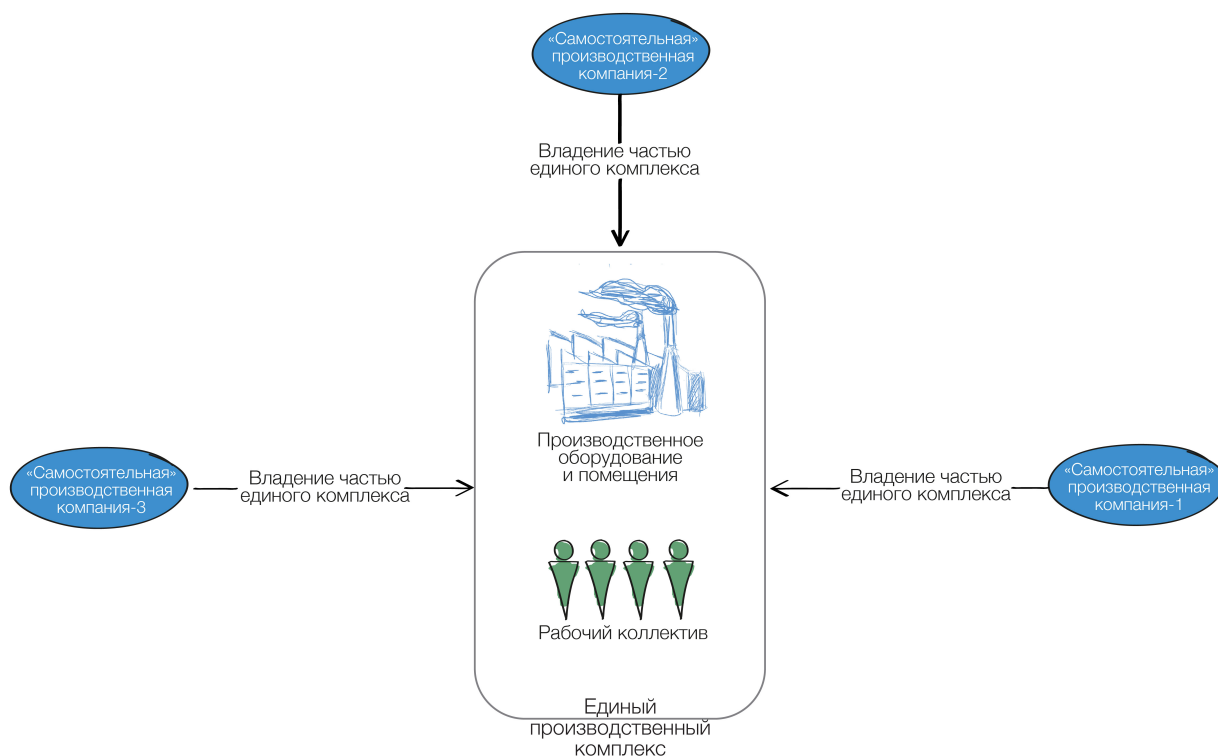 «Самостоятельная»
производственная
компания-2
Владение частью
единого комплекса
Производственное
оборудование
и помещения
«Самостоятельная»
производственная
компания-3
Владение частью
единого комплекса
Владение частью
единого комплекса
«Самостоятельная»
производственная
компания-1
Рабочий коллектив
Единый
производственный
комплекс